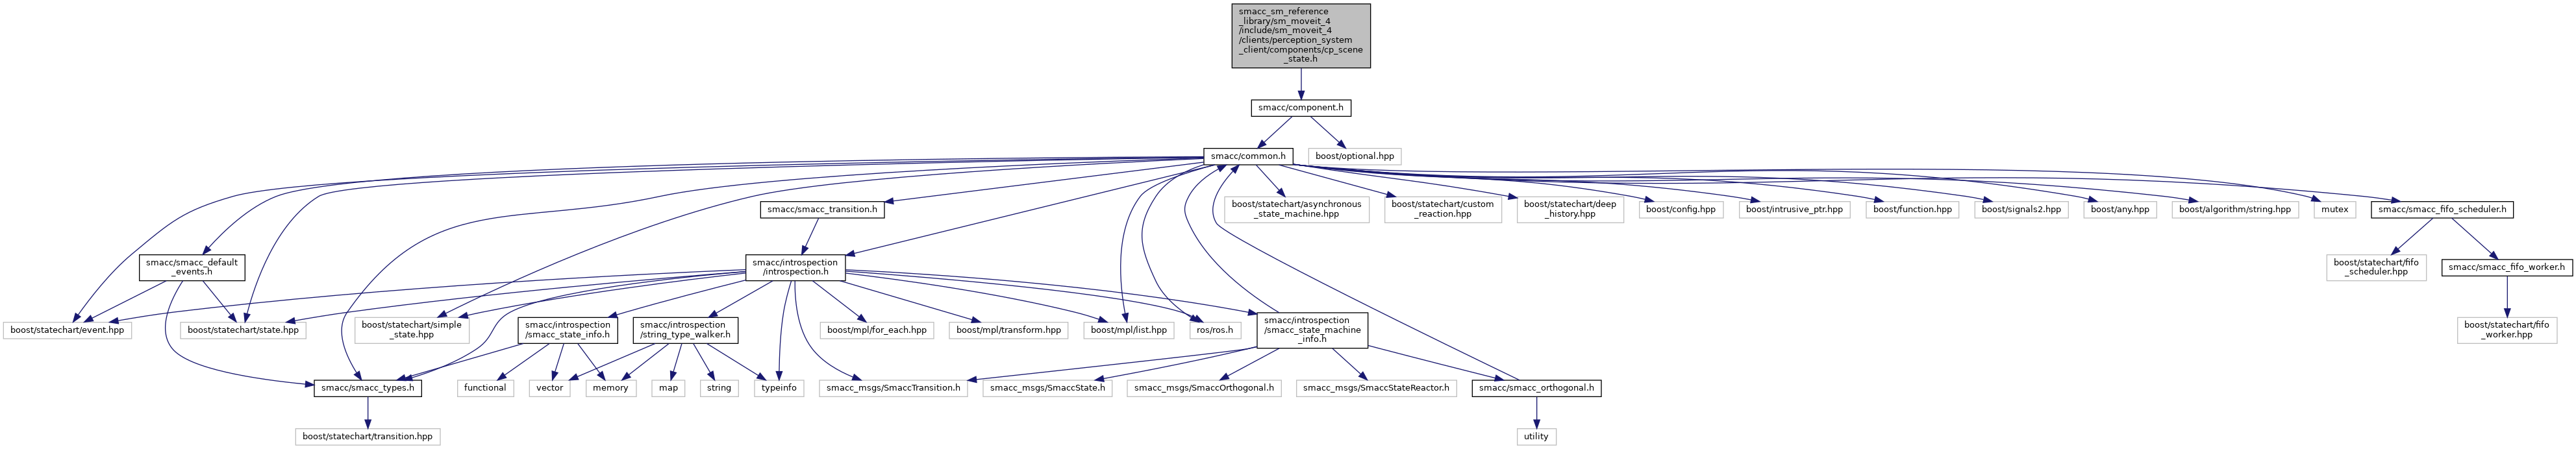 smacc_sm_reference
_library/sm_moveit_4
/include/sm_moveit_4
/clients/perception_system
_client/components/cp_scene
_state.h
smacc/component.h
smacc/common.h
boost/optional.hpp
smacc/smacc_transition.h
boost/statechart/asynchronous
_state_machine.hpp
boost/statechart/custom
_reaction.hpp
boost/statechart/deep
_history.hpp
boost/config.hpp
boost/intrusive_ptr.hpp
boost/function.hpp
boost/signals2.hpp
boost/any.hpp
boost/algorithm/string.hpp
mutex
smacc/smacc_fifo_scheduler.h
smacc/smacc_default
_events.h
smacc/introspection
/introspection.h
boost/statechart/fifo
_scheduler.hpp
smacc/smacc_fifo_worker.h
boost/statechart/event.hpp
boost/statechart/state.hpp
boost/statechart/simple
_state.hpp
smacc/introspection
/smacc_state_info.h
smacc/introspection
/string_type_walker.h
boost/mpl/for_each.hpp
boost/mpl/transform.hpp
boost/mpl/list.hpp
ros/ros.h
smacc/introspection
/smacc_state_machine
_info.h
boost/statechart/fifo
_worker.hpp
smacc/smacc_types.h
functional
vector
memory
map
string
typeinfo
smacc_msgs/SmaccTransition.h
smacc_msgs/SmaccState.h
smacc_msgs/SmaccOrthogonal.h
smacc_msgs/SmaccStateReactor.h
smacc/smacc_orthogonal.h
boost/statechart/transition.hpp
utility